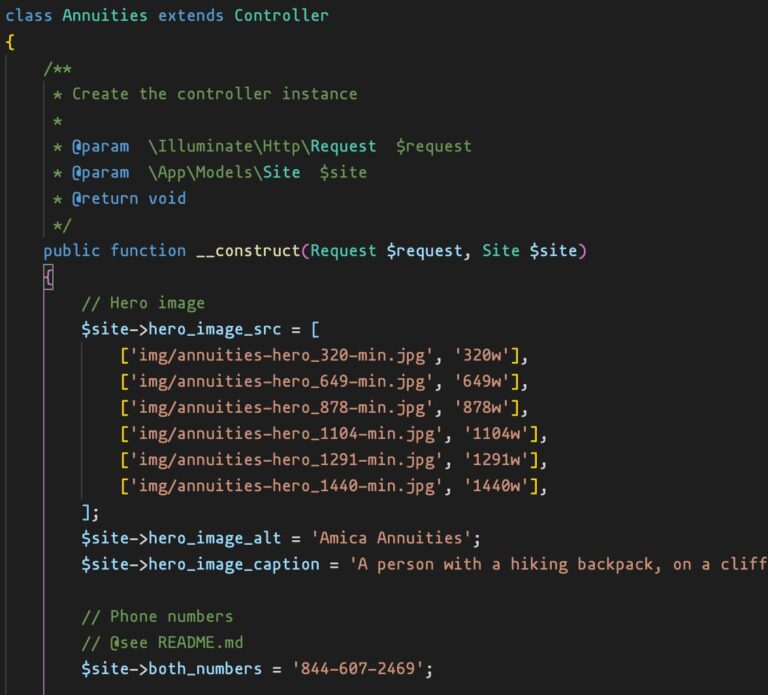 class Annuities extends Controller
{
    /**
     * Create the controller instance
     *
     * @param  \Illuminate\Http\Request  $request
     * @param  \App\Models\Site  $site
     * @return void
     */
    public function __construct(Request $request, Site $site)
    {
        // Hero image
        $site->hero_image_src = [
            ['img/annuities-hero_320-min.jpg', '320w'],
            ['img/annuities-hero_649-min.jpg', '649w'],
            ['img/annuities-hero_878-min.jpg', '878w'],
            ['img/annuities-hero_1104-min.jpg', '1104w'],
            ['img/annuities-hero_1291-min.jpg', '1291w'],
            ['img/annuities-hero_1440-min.jpg', '1440w'],
        ];
        $site->hero_image_alt = 'Amica Annuities';
        $site->hero_image_caption = 'A person with a hiking backpack, on a cliff
        // Phone numbers
        // @see README.md
        $site->both_numbers = '844-607-2469';